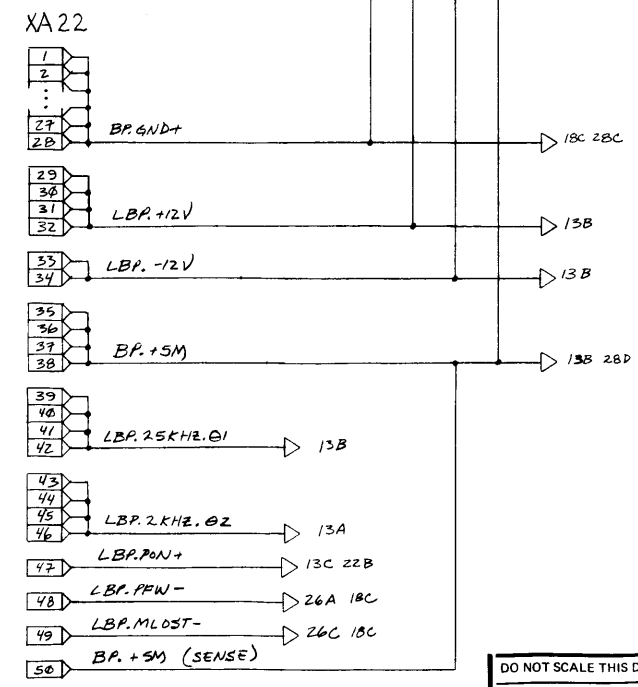 XA22
1
2
27
28 BP.GND+ 18C 28C
29
30
31
32 LBP.+12V 13B
33
34 LBP.-12V 13B
35
36
37
38 BP.+5M 13B 28D
39
40
41
42 LBP.25KHZ.Θ1 13B
43
44
45
46 LBP.2KHZ.Θ2 13A
47 LBP.PON+ 13C 22B
48 LBP.PFW- 26A 18C
49 LBP.MLOST- 26C 18C
50 BP.+5M (SENSE)
DO NOT SCALE THIS D